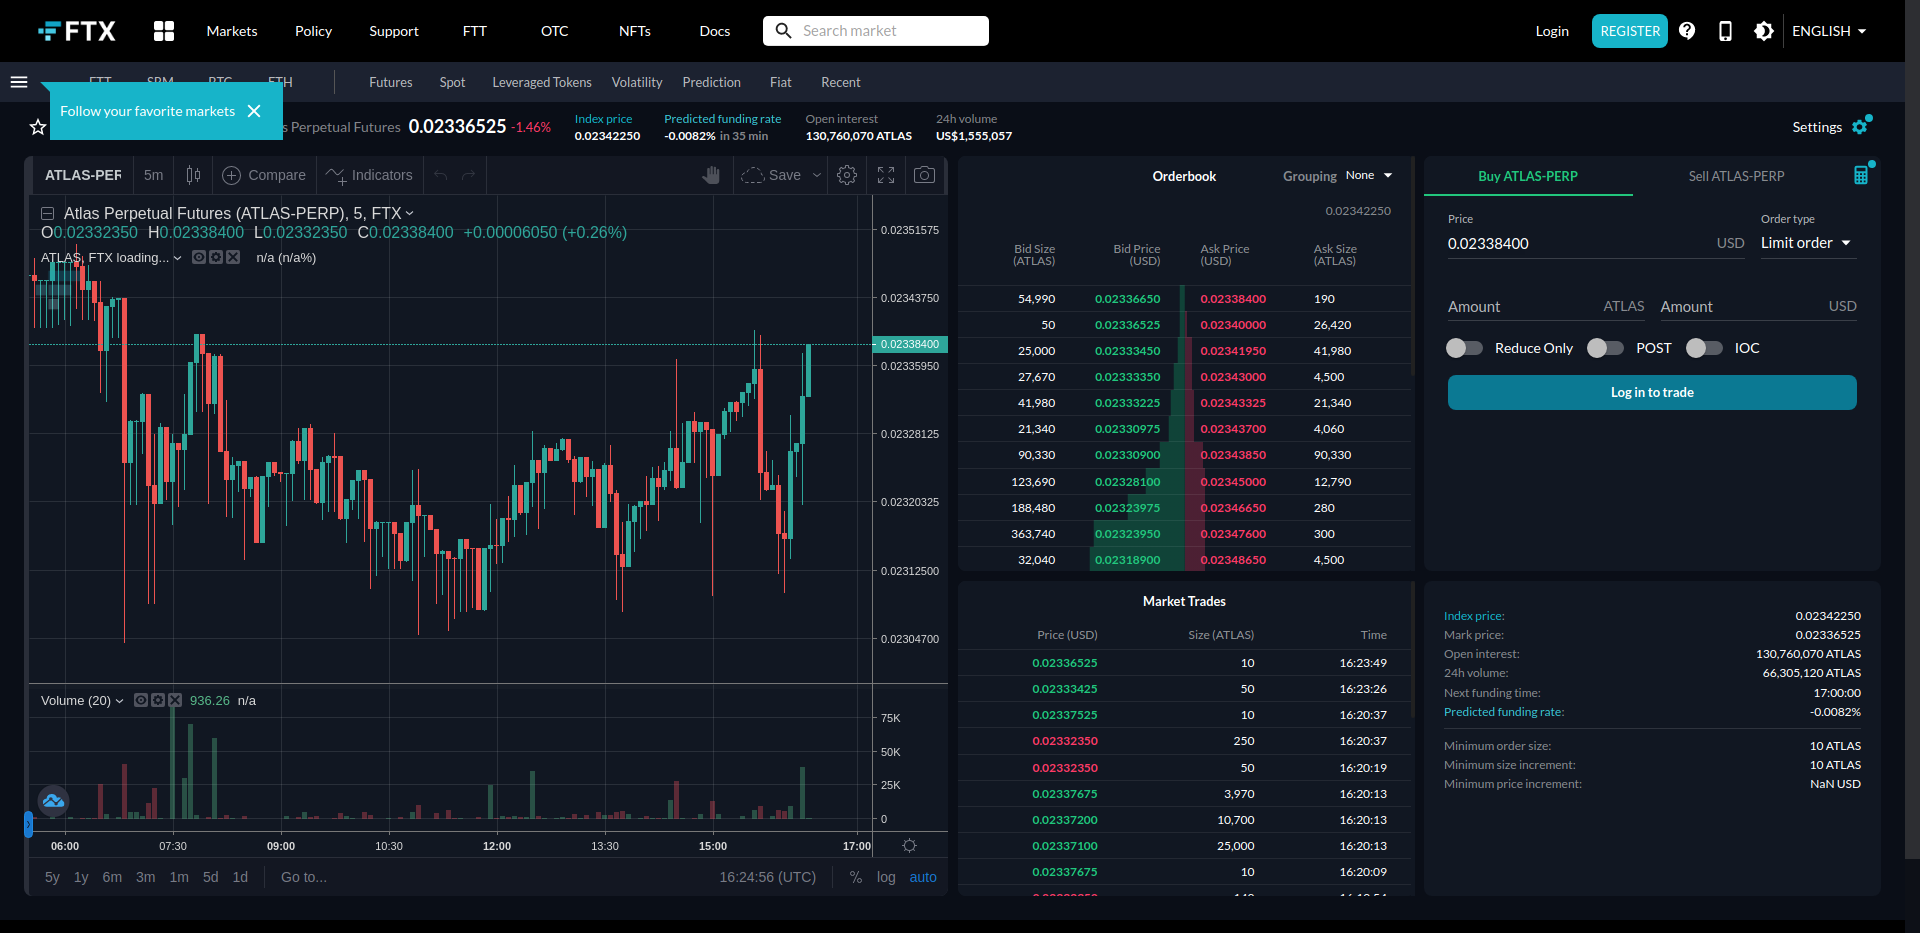 FTX Markets Policy Support FTT OTC NFTs Docs Search market Login REGISTER ENGLISH
Futures Spot Leveraged Tokens Volatility Prediction Fiat Recent
Follow your favorite markets
s Perpetual Futures 0.02336525 -1.46%
Index price
0.02342250
Predicted funding rate
-0.0082% in 35 min
Open interest
130,760,070 ATLAS
24h volume
US$1,555,057
Settings
ATLAS-PER 5m Compare Indicators Save
Atlas Perpetual Futures (ATLAS-PERP), 5, FTX
O0.02332350 H0.02338400 L0.02332350 C0.02338400 +0.00006050 (+0.26%)
ATLAS, FTX loading... n/a (n/a%)
0.02351575
0.02343750
0.02338400
0.02335950
0.02328125
0.02320325
0.02312500
0.02304700
Volume (20) 936.26 n/a
75K
50K
25K
0
06:00 07:30 09:00 10:30 12:00 13:30 15:00 17:00
5y 1y 6m 3m 1m 5d 1d Go to... 16:24:56 (UTC) % log auto
Orderbook Grouping None
0.02342250
Bid Size (ATLAS) Bid Price (USD) Ask Price (USD) Ask Size (ATLAS)
54,990 0.02336650 0.02338400 190
50 0.02336525 0.02340000 26,420
25,000 0.02333450 0.02341950 41,980
27,670 0.02333350 0.02343000 4,500
41,980 0.02333225 0.02343325 21,340
21,340 0.02330975 0.02343700 4,060
90,330 0.02330900 0.02343850 90,330
123,690 0.02328100 0.02345000 12,790
188,480 0.02323975 0.02346650 280
363,740 0.02323950 0.02347600 300
32,040 0.02318900 0.02348650 4,500
Market Trades
Price (USD) Size (ATLAS) Time
0.02336525 10 16:23:49
0.02333425 50 16:23:26
0.02337525 10 16:20:37
0.02332350 250 16:20:37
0.02332350 50 16:20:19
0.02337675 3,970 16:20:13
0.02337200 10,700 16:20:13
0.02337100 25,000 16:20:13
0.02337675 10 16:20:09
Buy ATLAS-PERP Sell ATLAS-PERP
Price Order type
0.02338400 USD Limit order
Amount ATLAS Amount USD
Reduce Only POST IOC
Log in to trade
Index price: 0.02342250
Mark price: 0.02336525
Open interest: 130,760,070 ATLAS
24h volume: 66,305,120 ATLAS
Next funding time: 17:00:00
Predicted funding rate: -0.0082%
Minimum order size: 10 ATLAS
Minimum size increment: 10 ATLAS
Minimum price increment: NaN USD